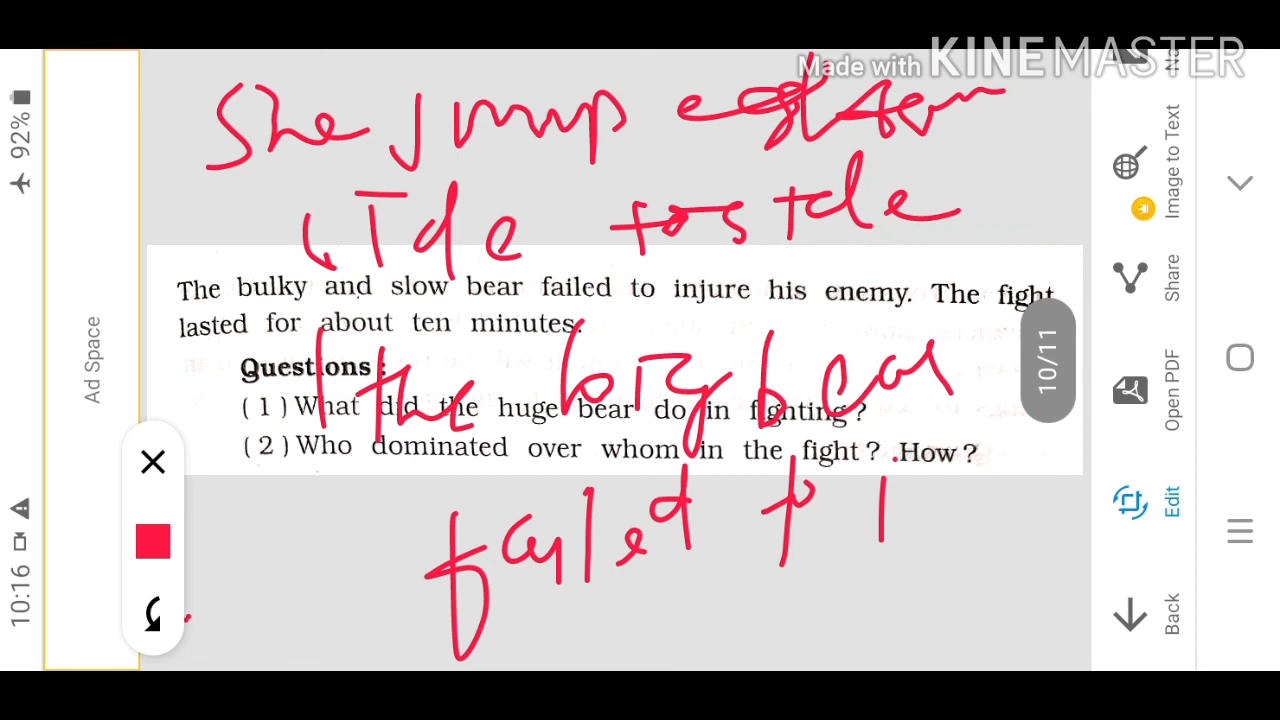 Made with KINEMASTER
She jump
Tde to s tde
The bulky and slow bear failed to injure his enemy. The fight
lasted for about ten minutes.
the big bear
Questions :
( 1 ) What did the huge bear do in fighting ?
( 2 ) Who dominated over whom in the fight ? .How ?
failed to i
10/11
92%
10:16
Ad Space
Image to Text
Share
Open PDF
Edit
Back